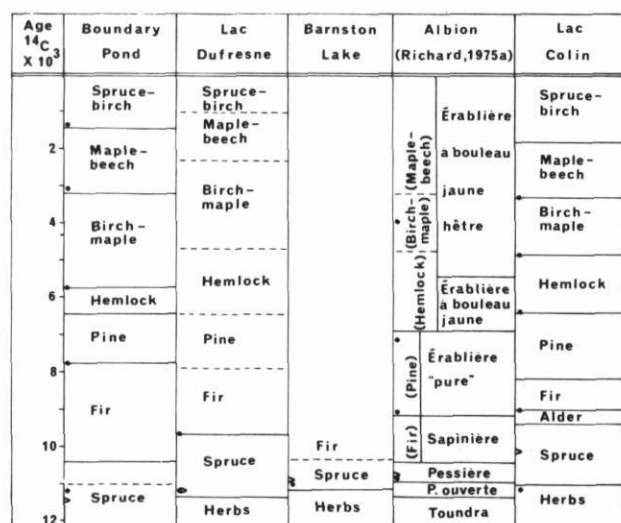 Age
14C
X 10³
Boundary
Pond
Lac
Dufresne
Barnston
Lake
Albion
(Richard, 1975a)
Lac
Colin
2
4
6
8
10
12
Spruce-
birch
Maple-
beech
Birch-
maple
Hemlock
Pine
Fir
Spruce
Spruce-
birch
Maple-
beech
Birch-
maple
Hemlock
Pine
Fir
Spruce
Herbs
Fir
Spruce
Herbs
(Maple-
beech)
(Birch-
maple)
(Hemlock)
(Pine)
(Fir)
Érablière
à bouleau
jaune
hêtre
Érablière
à bouleau
jaune
Érablière
"pure"
Sapinière
Pessière
P. ouverte
Toundra
Spruce-
birch
Maple-
beech
Birch-
maple
Hemlock
Pine
Fir
Alder
Spruce
Herbs